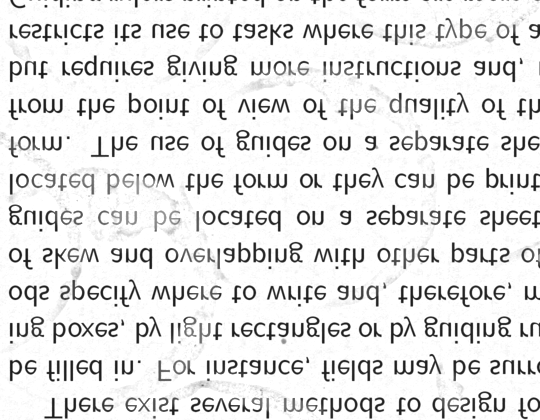 There exist several methods to design fo
be filled in. For instance, fields may be surro
ing boxes, by light rectangles or by guiding ru
ods specify where to write and, therefore, m
of skew and overlapping with other parts of
guides can be located on a separate sheet
located below the form or they can be print
form. The use of guides on a separate she
from the point of view of the quality of th
but requires giving more instructions and,
restricts its use to tasks where this type of a